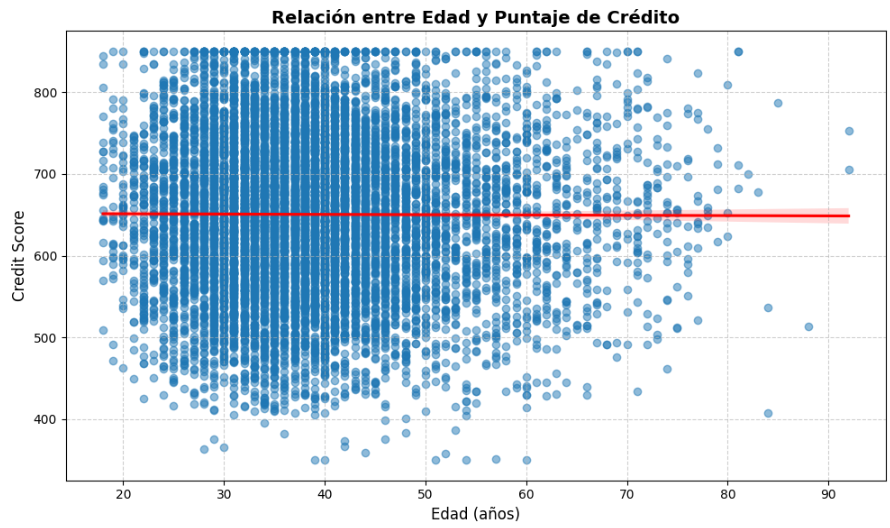 Relación entre Edad y Puntaje de Crédito
Credit Score
800
700
600
500
400
20 30 40 50 60 70 80 90
Edad (años)